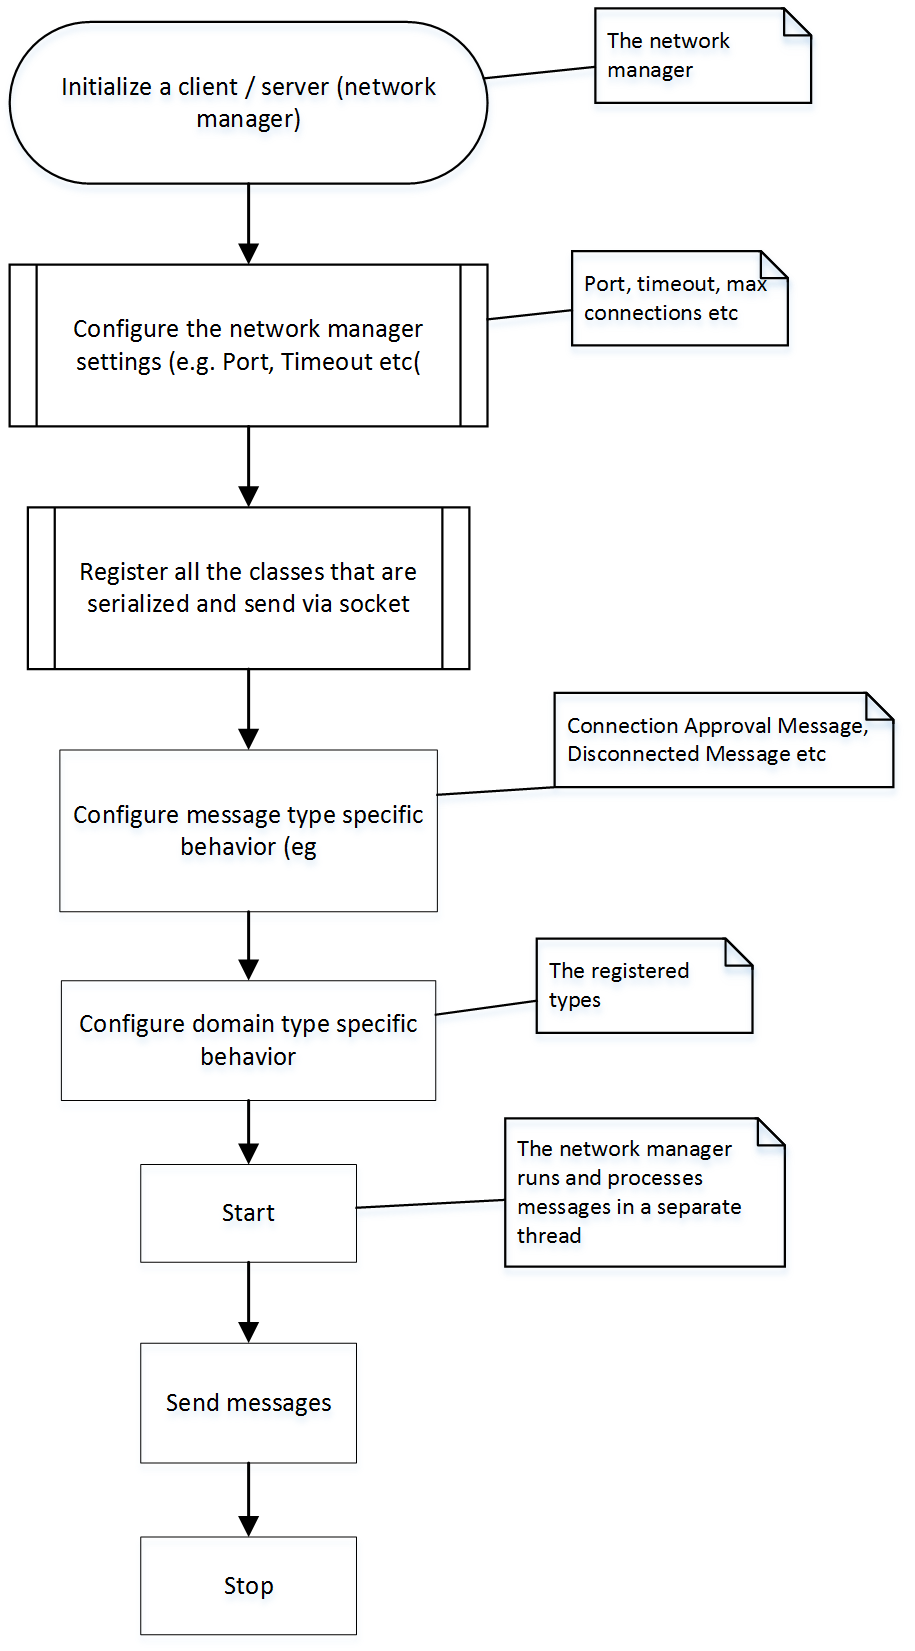 Initialize a client / server (network
manager)
The network
manager
Configure the network manager
settings (e.g. Port, Timeout etc(
Port, timeout, max
connections etc
Register all the classes that are
serialized and send via socket
Connection Approval Message,
Disconnected Message etc
Configure message type specific
behavior (eg
The registered
types
Configure domain type specific
behavior
The network manager
runs and processes
messages in a separate
thread
Start
Send messages
Stop